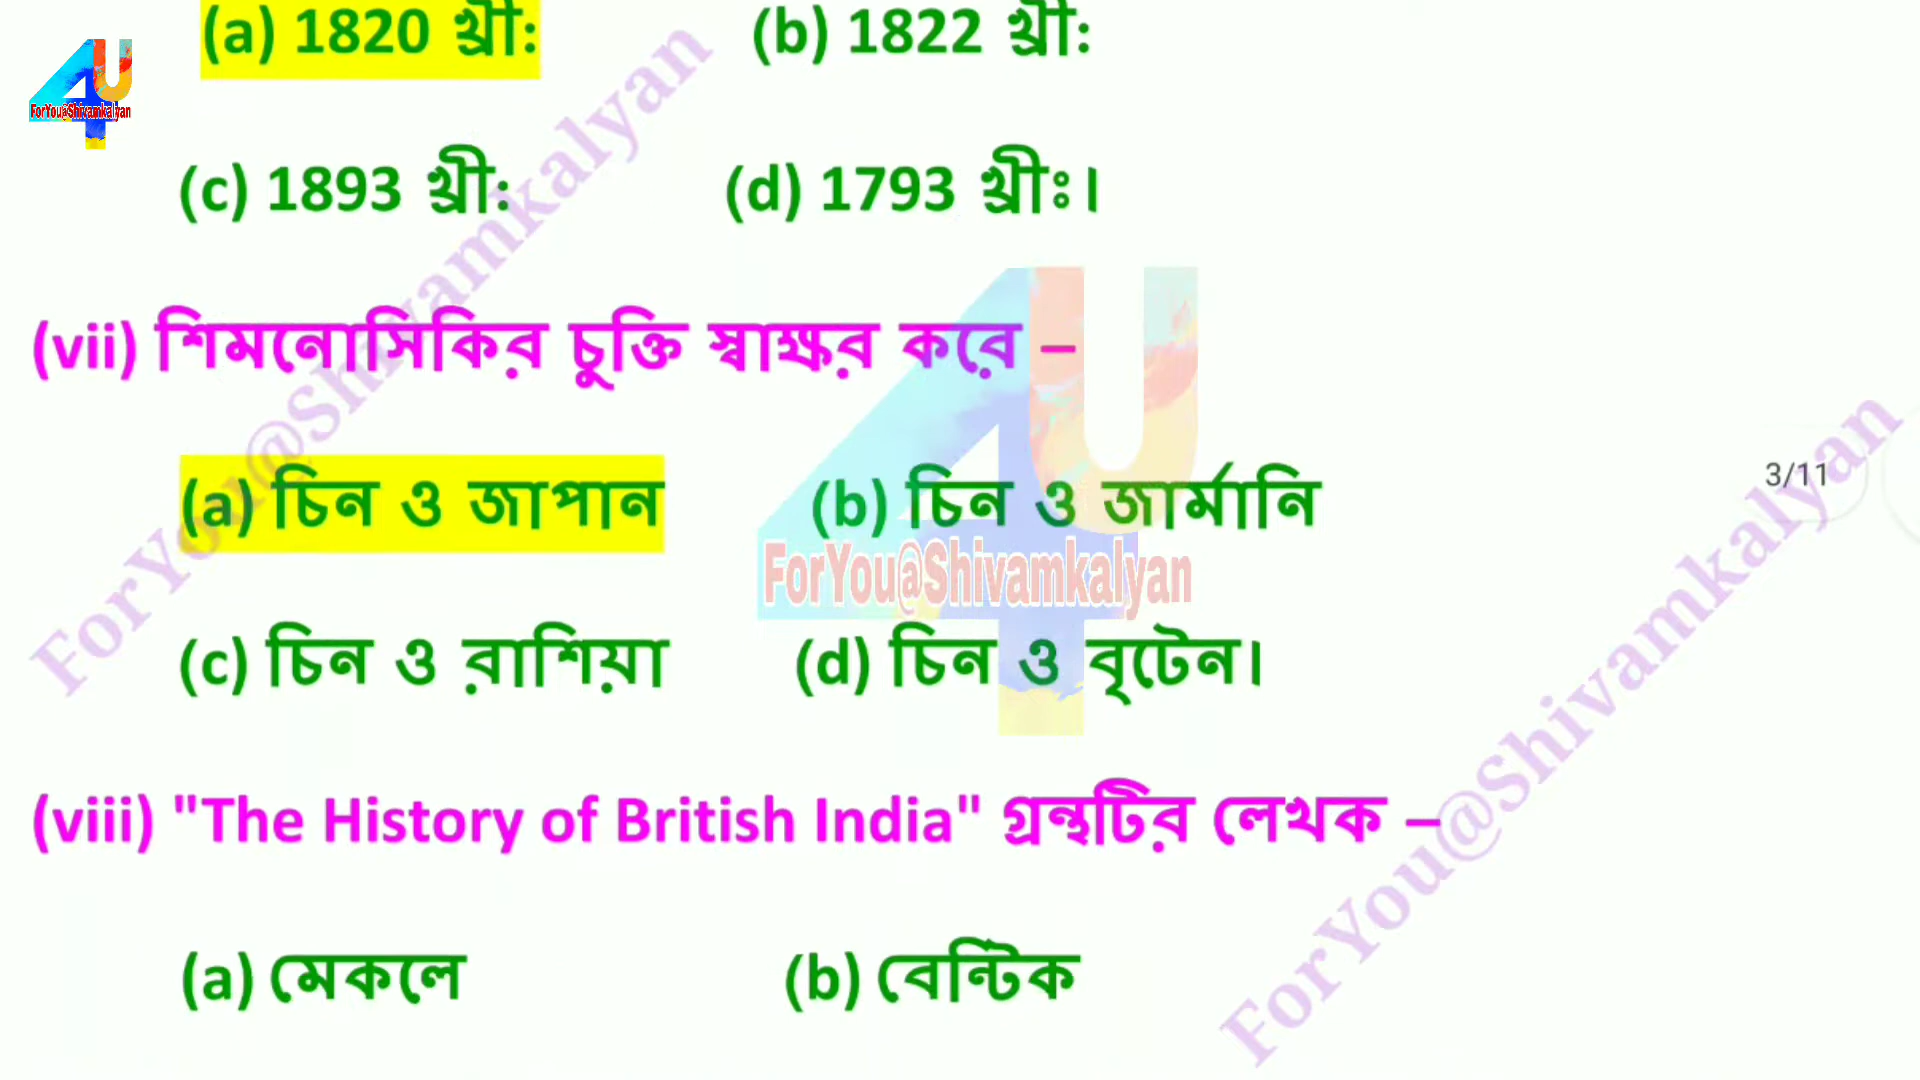 (a) 1820 খ্রী: (b) 1822 খ্রী:
4U
ForYou@Shivamkalyan
(c) 1893 খ্রী: (d) 1793 খ্রীঃ।
(vii) শিমনোসিকির চুক্তি স্বাক্ষর করে –
(a) চিন ও জাপান (b) চিন ও জার্মানি
3/11
ForYou@Shivamkalyan
(c) চিন ও রাশিয়া (d) চিন ও বৃটেন।
(viii) "The History of British India" গ্রন্থটির লেখক –
(a) মেকলে (b) বেন্টিক
ForYou@Shivamkalyan
ForYou@Shivamkalyan